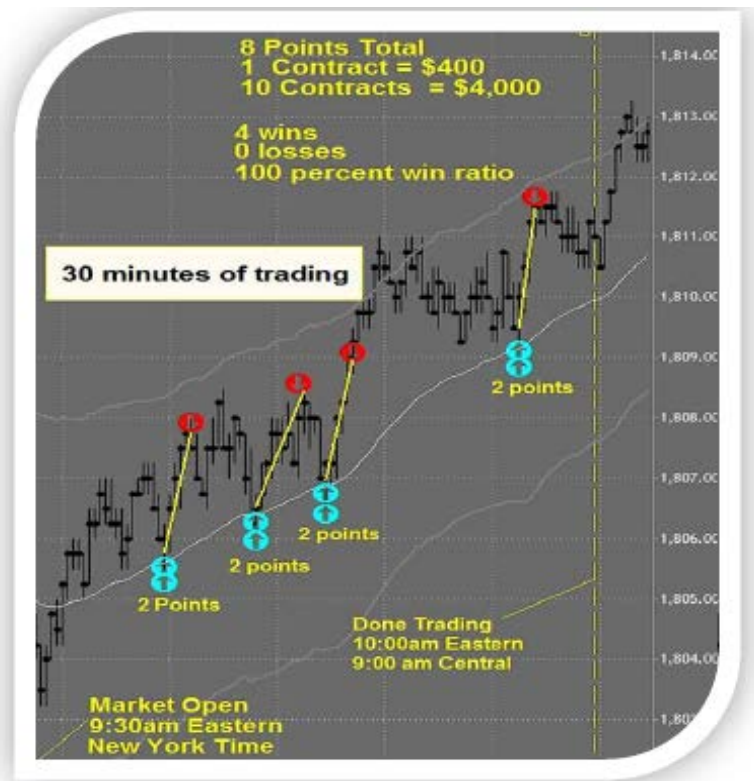 8 Points Total
1 Contract = $400
10 Contracts = $4,000
4 wins
0 losses
100 percent win ratio
30 minutes of trading
2 Points
2 points
2 points
2 points
Done Trading
10:00am Eastern
9:00 am Central
Market Open
9:30am Eastern
New York Time
1,814.00
1,813.00
1,812.00
1,811.00
1,810.00
1,809.00
1,808.00
1,807.00
1,806.00
1,805.00
1,804.00